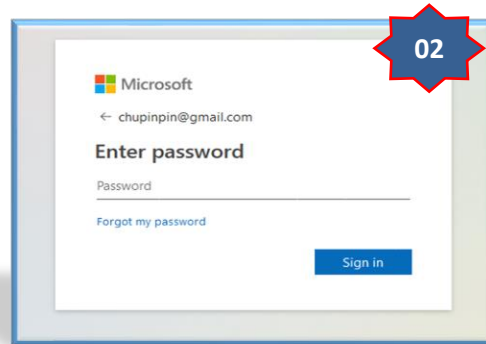 02
Microsoft
← chupinpin@gmail.com
Enter password
Password
Forgot my password
Sign in